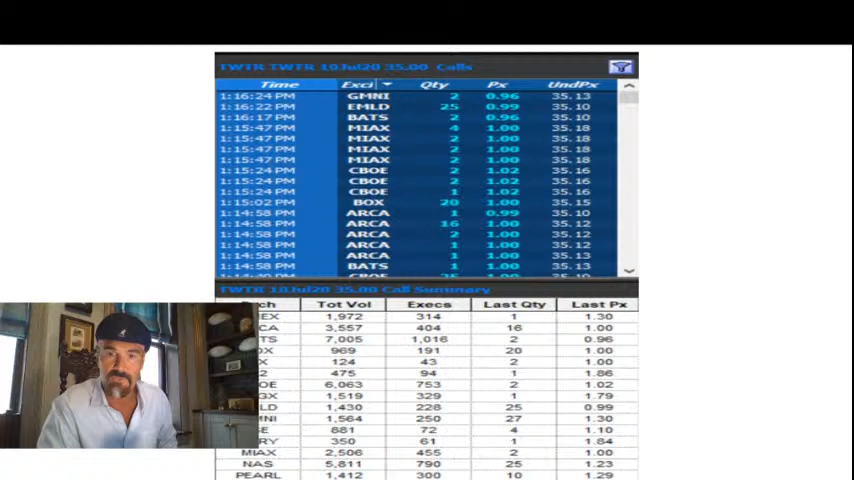 TWTR TWTR 10Jul20 35.00 Calls
Time Exch Qty Px UndPx
1:16:24 PM GMNI 2 0.96 35.13
1:16:22 PM EMLD 25 0.99 35.10
1:16:17 PM BATS 2 0.96 35.10
1:15:47 PM MIAX 4 1.00 35.18
1:15:47 PM MIAX 2 1.00 35.18
1:15:47 PM MIAX 2 1.00 35.18
1:15:47 PM MIAX 2 1.00 35.18
1:15:24 PM CBOE 2 1.02 35.16
1:15:24 PM CBOE 2 1.02 35.16
1:15:24 PM CBOE 1 1.02 35.16
1:15:02 PM BOX 20 1.00 35.15
1:14:58 PM ARCA 1 0.99 35.10
1:14:58 PM ARCA 16 1.00 35.12
1:14:58 PM ARCA 2 1.00 35.12
1:14:58 PM ARCA 1 1.00 35.12
1:14:58 PM ARCA 1 1.00 35.13
1:14:58 PM BATS 1 1.00 35.13
TWTR 10Jul20 35.00 Call Summary
ch Tot Vol Execs Last Qty Last Px
EX 1,972 314 1 1.30
CA 3,557 404 16 1.00
TS 7,005 1,016 2 0.96
OX 969 191 20 1.00
X 124 43 2 1.00
2 475 94 1 1.86
OE 6,063 753 2 1.02
GX 1,519 329 1 1.79
LD 1,430 228 25 0.99
MNI 1,564 250 27 1.30
SE 881 72 4 1.10
RY 350 61 1 1.84
MIAX 2,506 455 2 1.00
NAS 5,811 790 25 1.23
PEARL 1,412 300 10 1.29